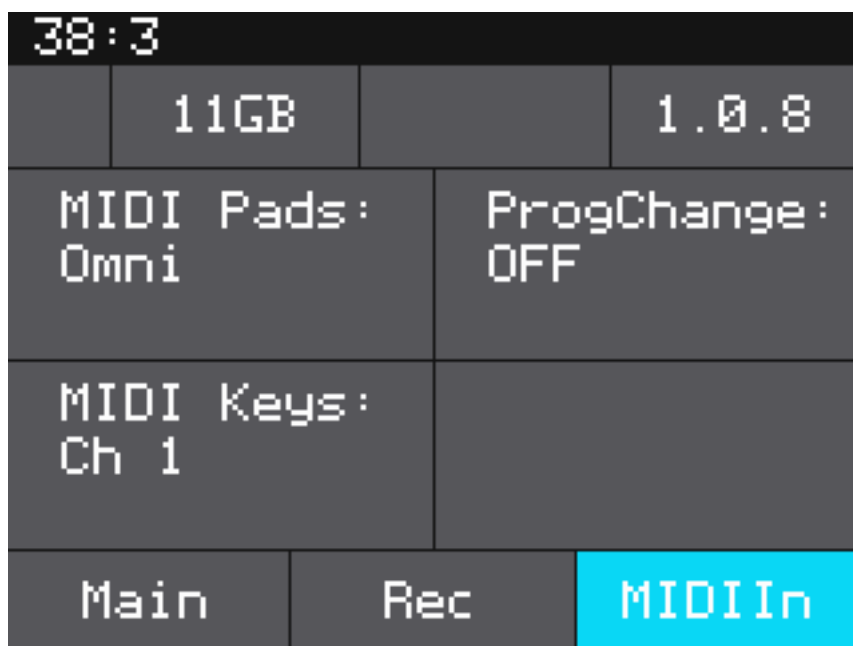 38:3
11GB
1.0.8
MIDI Pads:
Omni
ProgChange:
OFF
MIDI Keys:
Ch 1
Main
Rec
MIDIIn